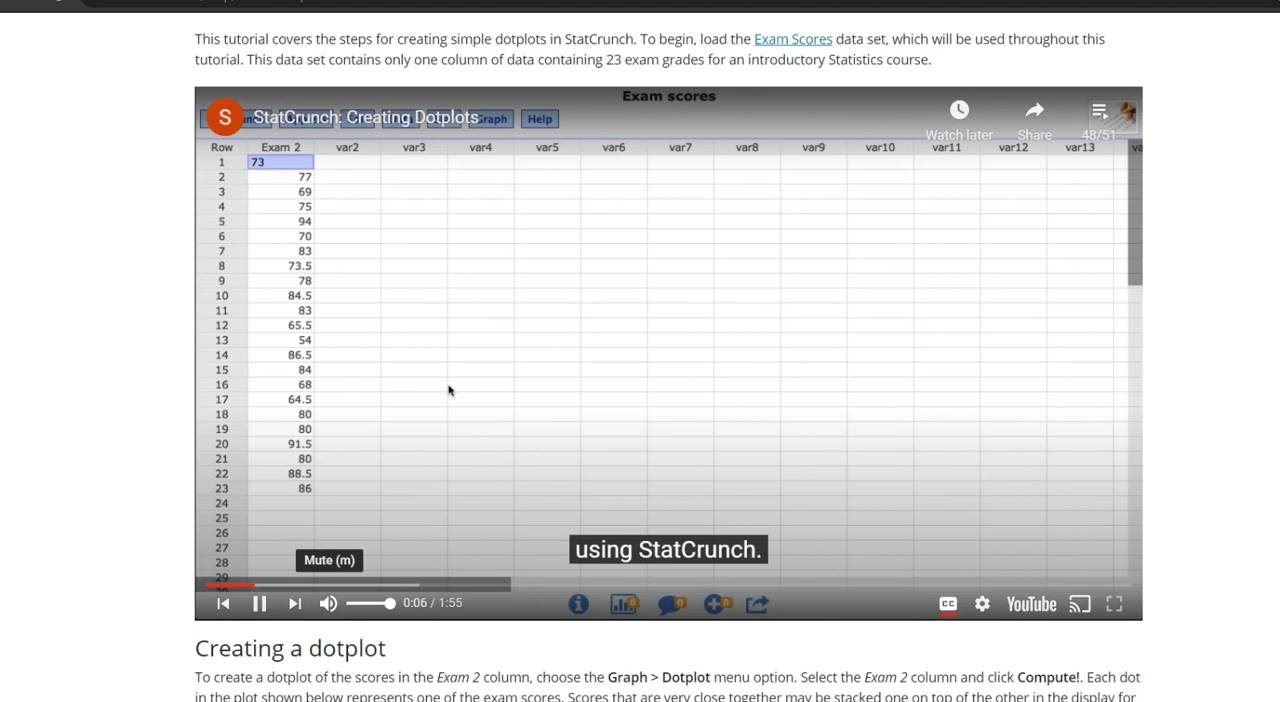 This tutorial covers the steps for creating simple dotplots in StatCrunch. To begin, load the Exam Scores data set, which will be used throughout this
tutorial. This data set contains only one column of data containing 23 exam grades for an introductory Statistics course.
Exam scores
S StatCrunch: Creating Dotplots Graph Help
Watch later Share 48/51
Row Exam 2 var2 var3 var4 var5 var6 var7 var8 var9 var10 var11 var12 var13
1 73
2 77
3 69
4 75
5 94
6 70
7 83
8 73.5
9 78
10 84.5
11 83
12 65.5
13 54
14 86.5
15 84
16 68
17 64.5
18 80
19 80
20 91.5
21 80
22 88.5
23 86
24
25
26
27
28
29
using StatCrunch.
Mute (m)
0:06 / 1:55 0 0 0 CC YouTube
Creating a dotplot
To create a dotplot of the scores in the Exam 2 column, choose the Graph > Dotplot menu option. Select the Exam 2 column and click Compute!. Each dot
in the plot shown below represents one of the exam scores. Scores that are very close together may be stacked one on top of the other in the display for